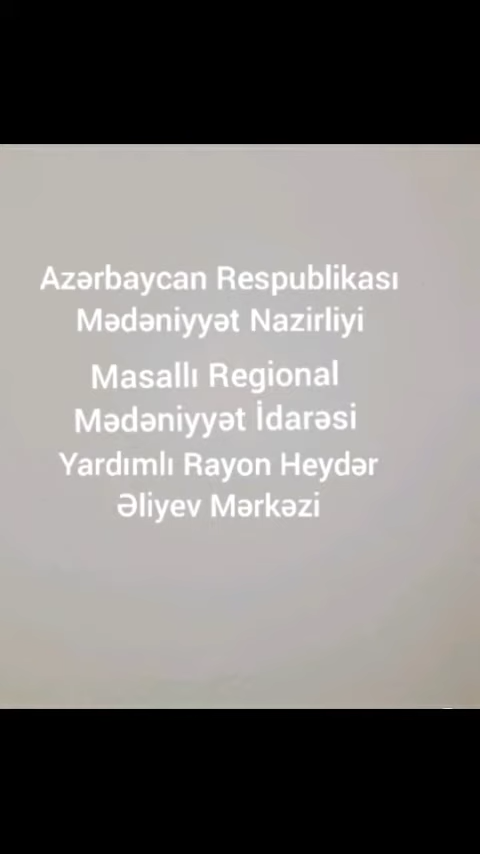 Azərbaycan Respublikası
Mədəniyyət Nazirliyi
Masallı Regional
Mədəniyyət İdarəsi
Yardımlı Rayon Heydər
Əliyev Mərkəzi